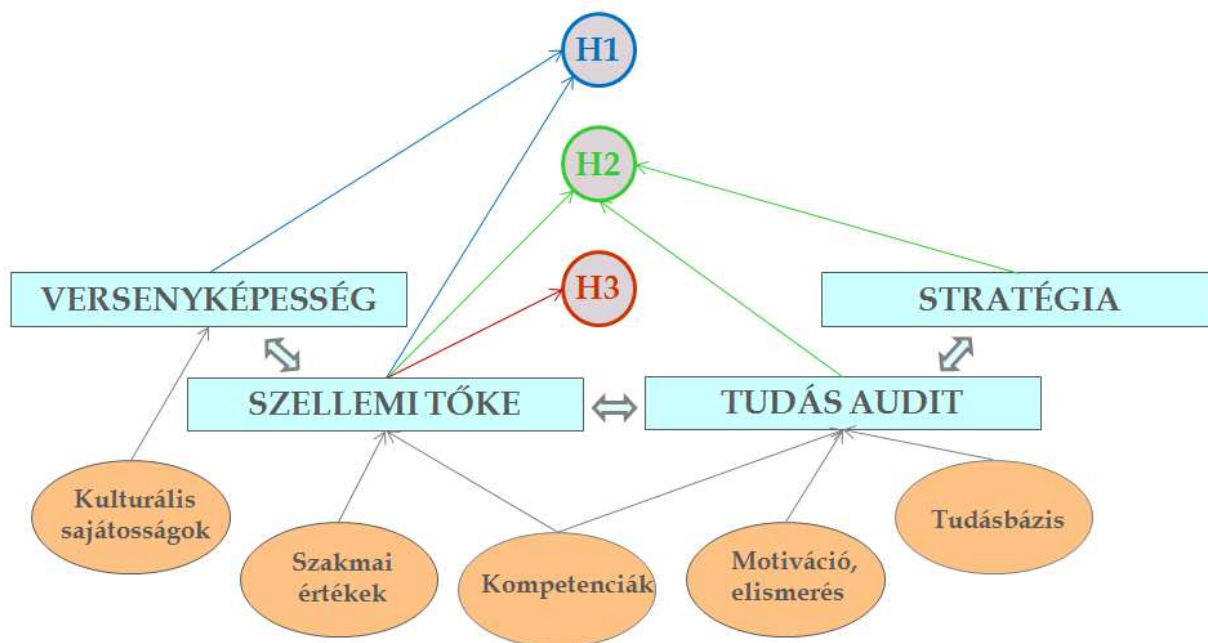 H1
H2
H3
VERSENYKÉPESSÉG
STRATÉGIA
SZELLEMI TŐKE
TUDÁS AUDIT
Kulturális
sajátosságok
Szakmai
értékek
Kompetenciák
Motiváció,
elismerés
Tudásbázis